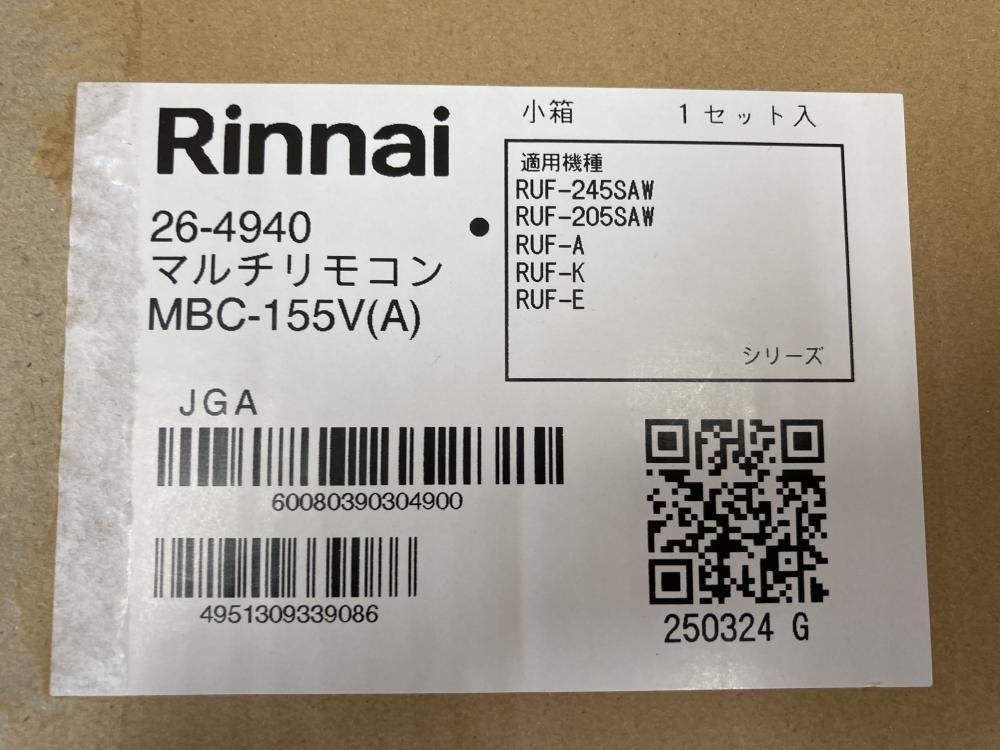 Rinnai
26-4940
マルチリモコン
MBC-155V(A)
●
小箱 1セット入
適用機種
RUF-245SAW
RUF-205SAW
RUF-A
RUF-K
RUF-E
シリーズ
JGA
60080390304900
4951309339086
250324 G